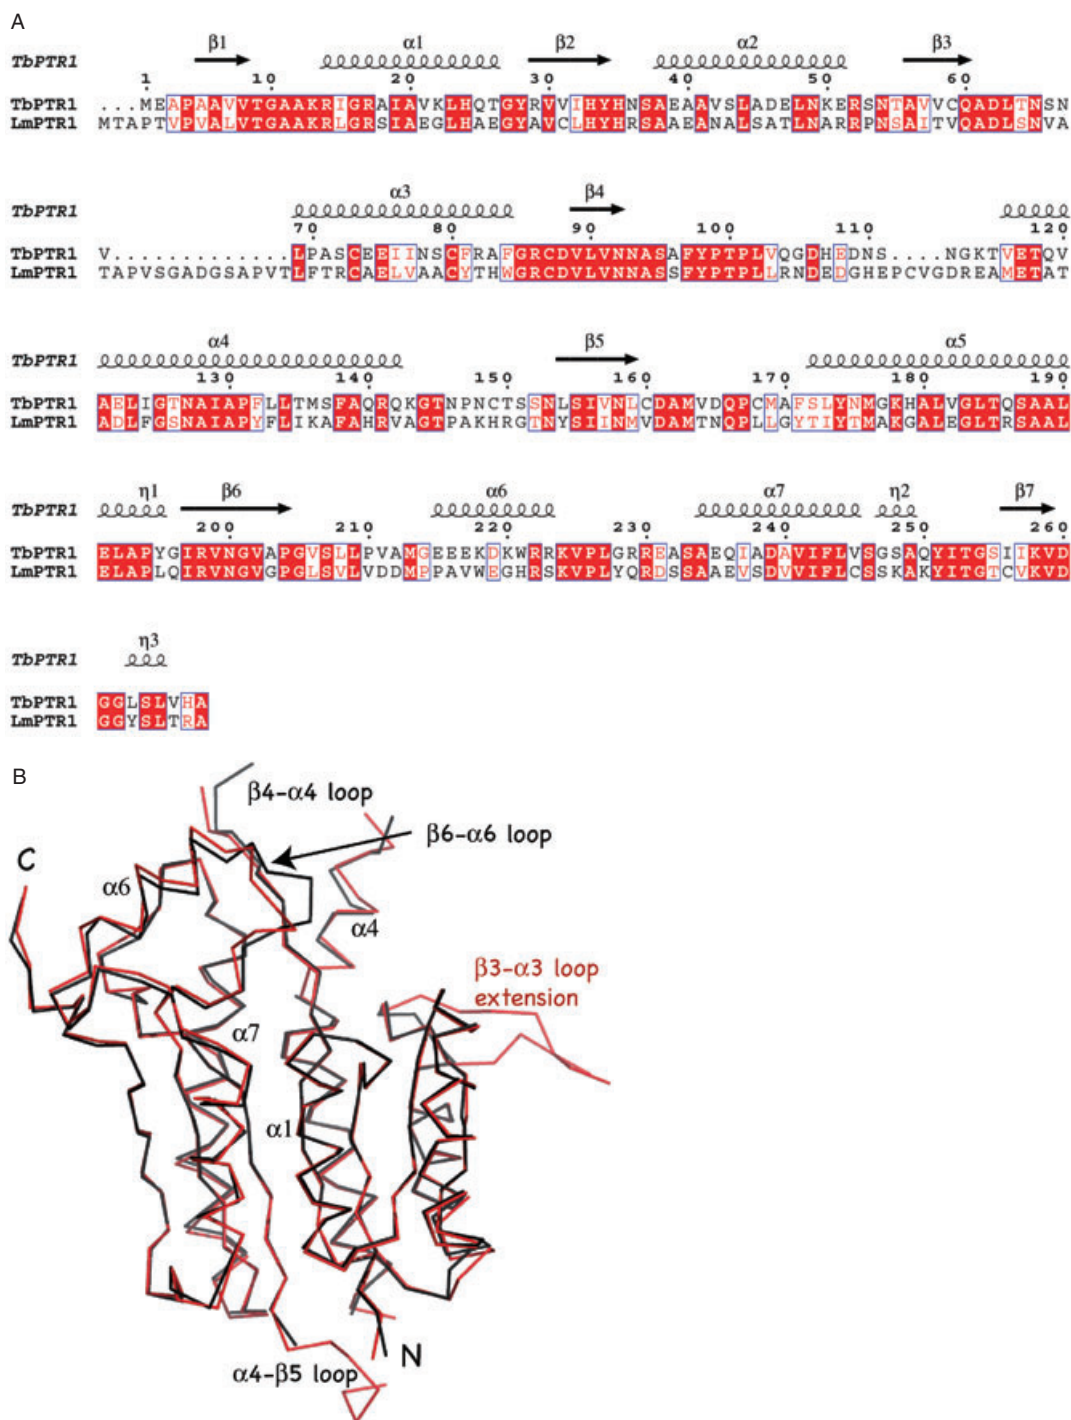 A
β1 α1 β2 α2 β3
TbPTR1
1 10 20 30 40 50 60
TbPTR1 ...MEAPAAVVTGAAKRIGRAIAVKLHQTGYRVVIHYHNSAEAAVSLADELNKERSNTAVVCQADLTNSN
LmPTR1 MTAPTVPVALVTGAAKRLGRSIAEGLHAEGYAVCLHYHRSAAEANALSATLNARRPNSAITVQADLSNVA
α3 β4
TbPTR1
70 80 90 100 110 120
TbPTR1 V.............LPASCEEIINSCFRAFGRCDVLVNNASAFYPTPLVQGDHEDNS....NGKTVETQV
LmPTR1 TAPVSGADGSAPVTLFTRCAELVAACYTHWGRCDVLVNNASSFYPTPLLRNDEDGHEPCVGDREAMETAT
α4 β5 α5
TbPTR1
130 140 150 160 170 180 190
TbPTR1 AELIGTNAIAPFLLTMSFAQRQKGTNPNCTSSNLSIVNLCDAMVDQPCMAFSLYNMGKHALVGLTQSAAL
LmPTR1 ADLFGSNAIAPYFLIKAFAHRVAGTPAKHRGTNYSIINMVDAMTNQPLLGYTIYTMAKGALEGLTRSAAL
η1 β6 α6 α7 η2 β7
TbPTR1
200 210 220 230 240 250 260
TbPTR1 ELAPYGIRVNGVAPGVSLLPVAMGEEEKDKWRRKVPLGRREASAEQIADAVIFLVSGSAQYITGSIIKVD
LmPTR1 ELAPLQIRVNGVGPGLSVLVDDMPPAVWEGHRSKVPLYQRDSSAAEVSDVVIFLCSSKAKYITGTCVKVD
η3
TbPTR1
TbPTR1 GGLSLVHA
LmPTR1 GGYSLTRA
B
β4-α4 loop
β6-α6 loop
C
α6
α4
β3-α3 loop
extension
α7
α1
N
α4-β5 loop